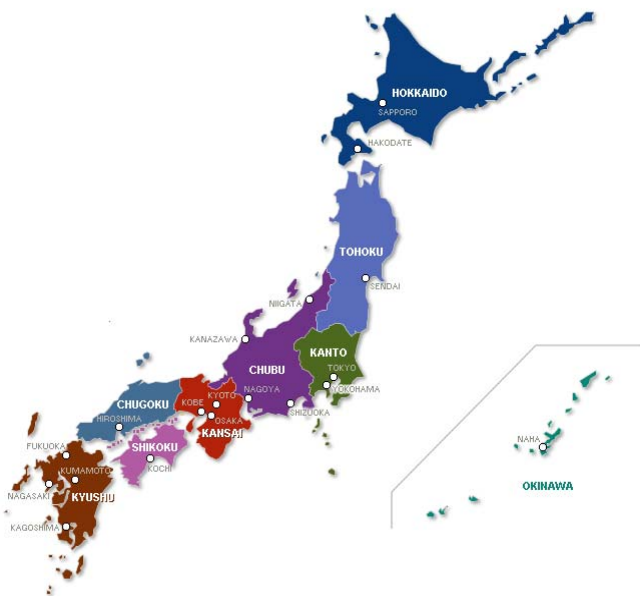 HOKKAIDO
SAPPORO
HAKODATE
TOHOKU
SENDAI
NIIGATA
KANAZAWA
KANTO
CHUBU
TOKYO
YOKOHAMA
NAGOYA
SHIZUOKA
CHUGOKU
KYOTO
KOBE
OSAKA
HIROSHIMA
KANSAI
SHIKOKU
KOCHI
FUKUOKA
KUMAMOTO
NAGASAKI
KYUSHU
KAGOSHIMA
NAHA
OKINAWA